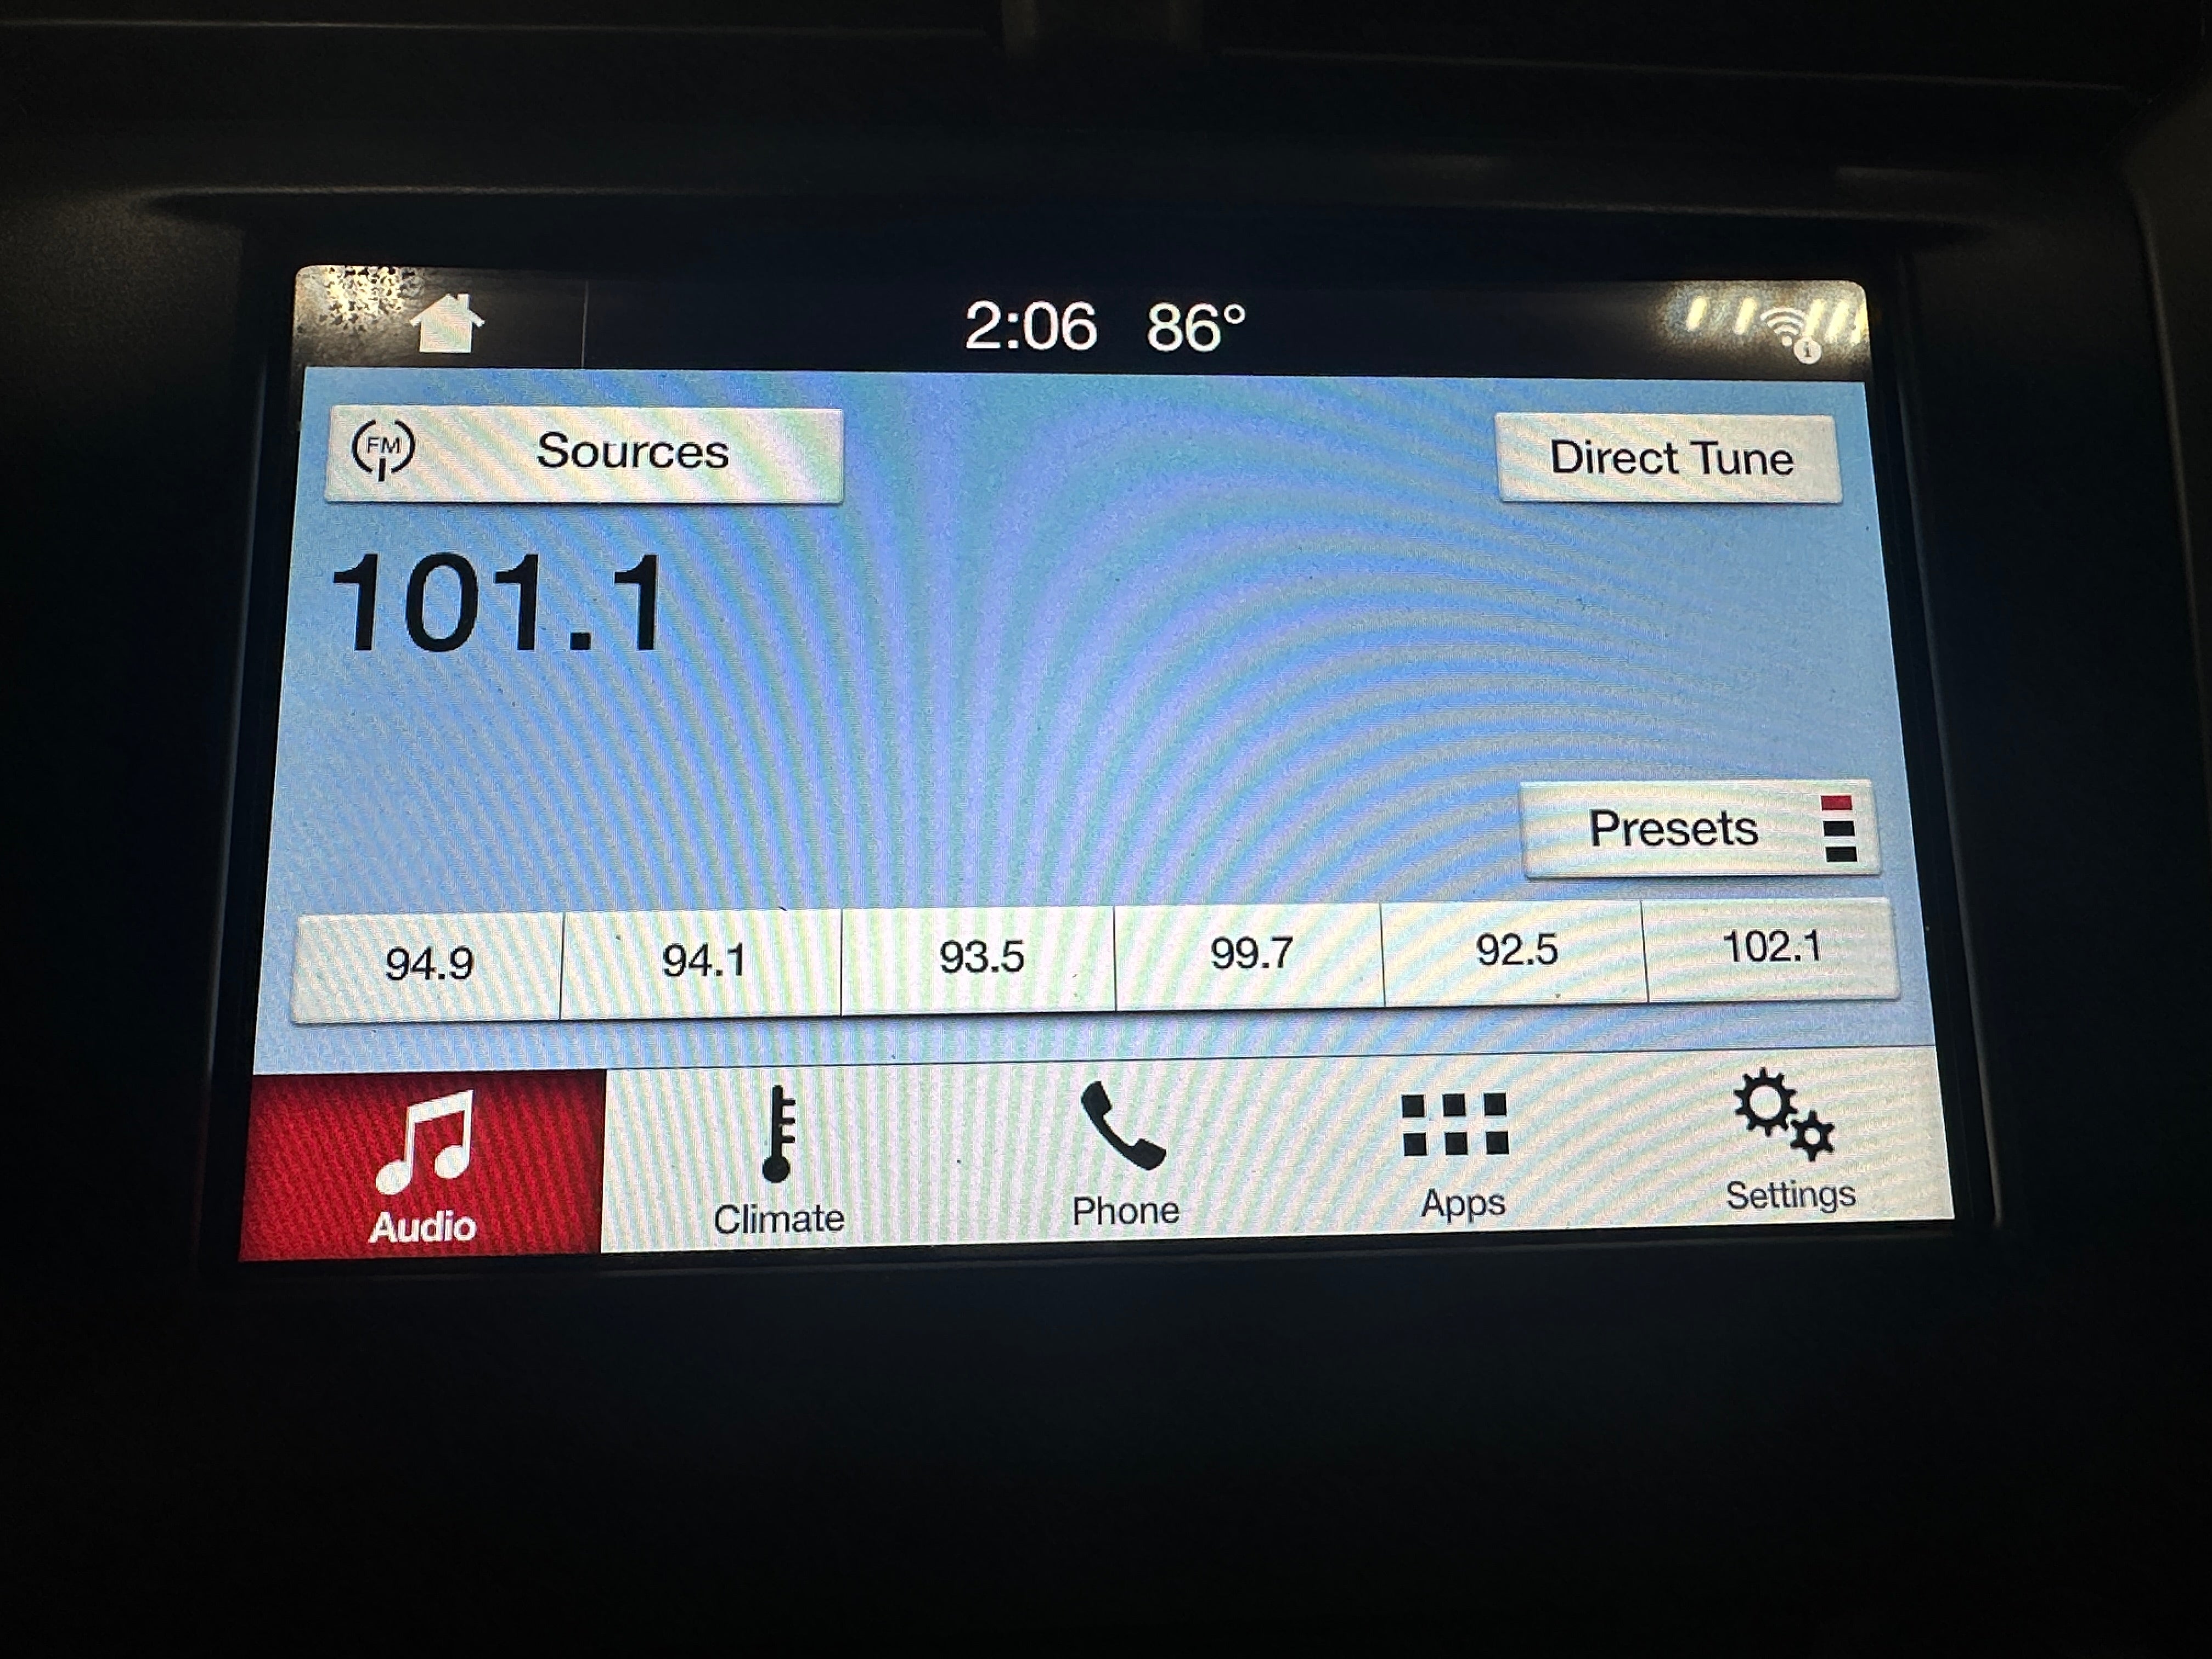 2:06 86°
FM Sources
Direct Tune
101.1
Presets
94.9 94.1 93.5 99.7 92.5 102.1
Audio Climate Phone Apps Settings